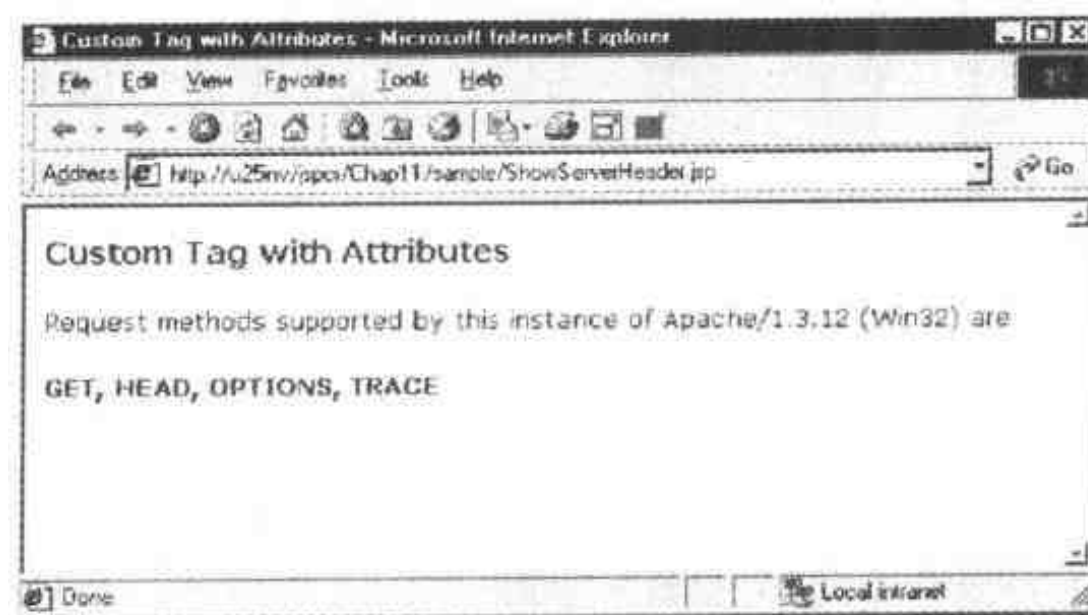 Custom Tag with Attributes - Microsoft Internet Explorer
File Edit View Favorites Tools Help
Address http://u25nv/jspcr/Chap11/sample/ShowServerHeader.jsp Go
Custom Tag with Attributes
Request methods supported by this instance of Apache/1.3.12 (Win32) are
GET, HEAD, OPTIONS, TRACE
Done Local intranet